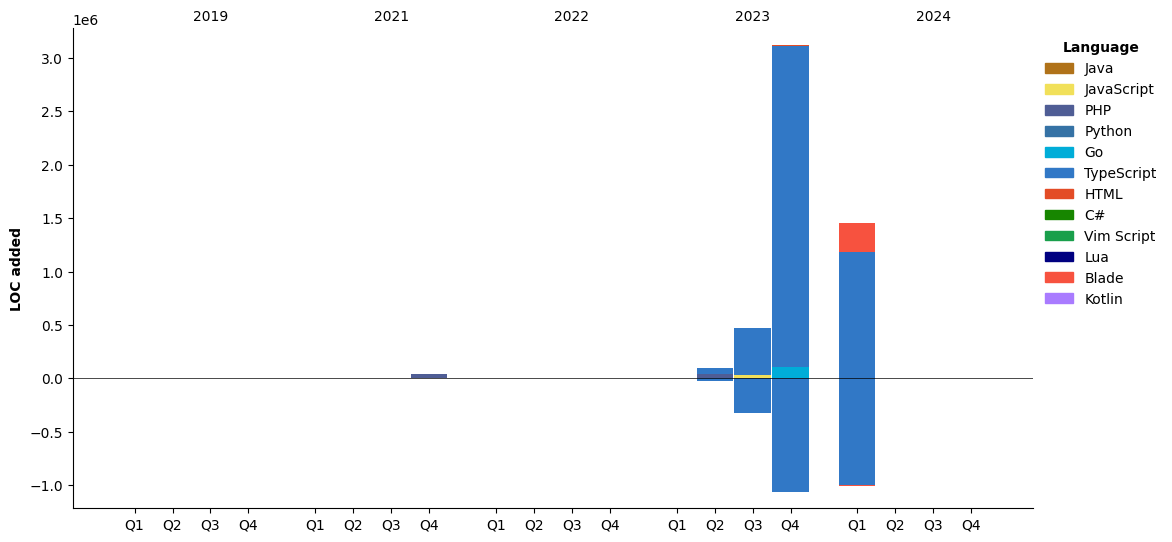 1e6
2019 2021 2022 2023 2024
3.0
2.5
2.0
1.5
1.0
0.5
0.0
−0.5
−1.0
LOC added
Q1 Q2 Q3 Q4 Q1 Q2 Q3 Q4 Q1 Q2 Q3 Q4 Q1 Q2 Q3 Q4 Q1 Q2 Q3 Q4
Language
Java
JavaScript
PHP
Python
Go
TypeScript
HTML
C#
Vim Script
Lua
Blade
Kotlin